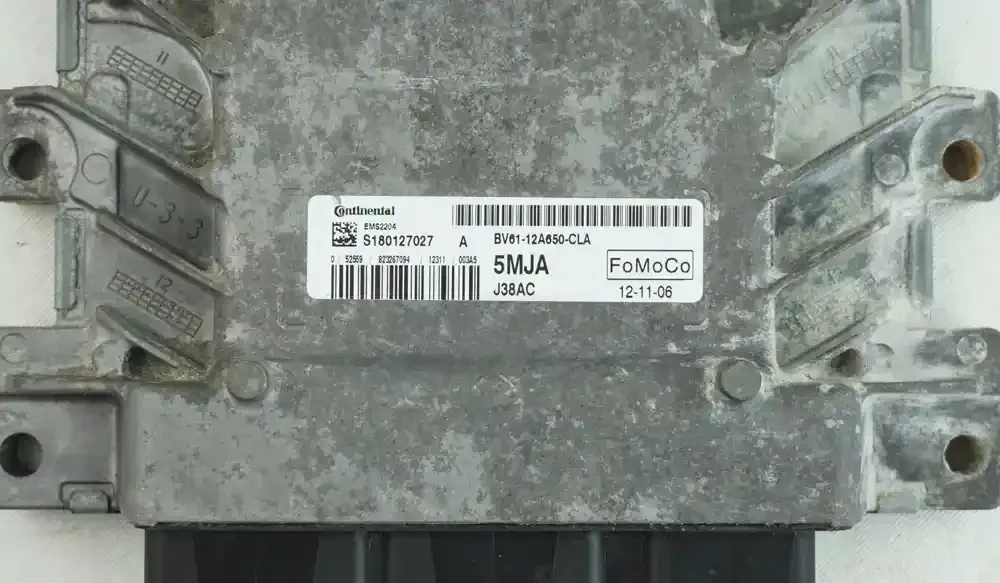 11
11
U-3-3
12
Continental
EMS2204
S180127027 A BV61-12A650-CLA
0 / 52559 / 823267094 / 12311 / 003A5
5MJA FoMoCo
J38AC 12-11-06